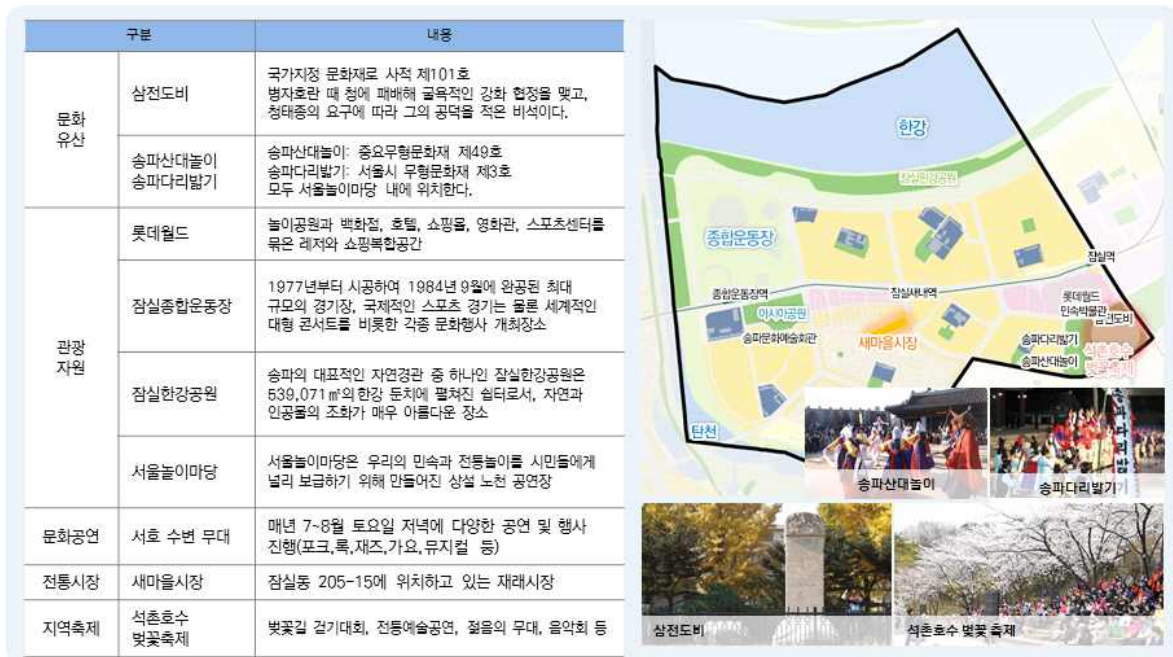 구분 내용
문화
유산
삼전도비
국가지정 문화재로 사적 제101호
병자호란 때 청에 패배해 굴욕적인 강화 협정을 맺고,
청태종의 요구에 따라 그의 공덕을 적은 비석이다.
송파산대놀이
송파다리밟기
송파산대놀이: 중요무형문화재 제49호
송파다리밟기: 서울시 무형문화재 제3호
모두 서울놀이마당 내에 위치한다.
관광
자원
롯데월드
놀이공원과 백화점, 호텔, 쇼핑몰, 영화관, 스포츠센터를
묶은 레저와 쇼핑복합공간
잠실종합운동장
1977년부터 시공하여 1984년 9월에 완공된 최대
규모의 경기장, 국제적인 스포츠 경기는 물론 세계적인
대형 콘서트를 비롯한 각종 문화행사 개최장소
잠실한강공원
송파의 대표적인 자연경관 중 하나인 잠실한강공원은
539,071㎡의 한강 둔치에 펼쳐진 쉼터로서, 자연과
인공물의 조화가 매우 아름다운 장소
서울놀이마당
서울놀이마당은 우리의 민속과 전통놀이를 시민들에게
널리 보급하기 위해 만들어진 상설 노천 공연장
문화공연
서호 수변 무대
매년 7~8월 토요일 저녁에 다양한 공연 및 행사
진행(포크,록,재즈,가요,뮤지컬 등)
전통시장
새마을시장
잠실동 205-15에 위치하고 있는 재래시장
지역축제
석촌호수
벚꽃축제
벚꽃길 걷기대회, 전통예술공연, 젊음의 무대, 음악회 등
한강
잠실한강공원
종합운동장
잠실역
종합운동장역
잠실새내역
롯데월드
민속박물관
아시아공원
삼전도비
송파문화예술회관
새마을시장
송파다리밟기
송파산대놀이
석촌호수
벚꽃축제
탄천
송파산대놀이
송파다리밟기
송파다리밟기
삼전도비
석촌호수 벚꽃 축제